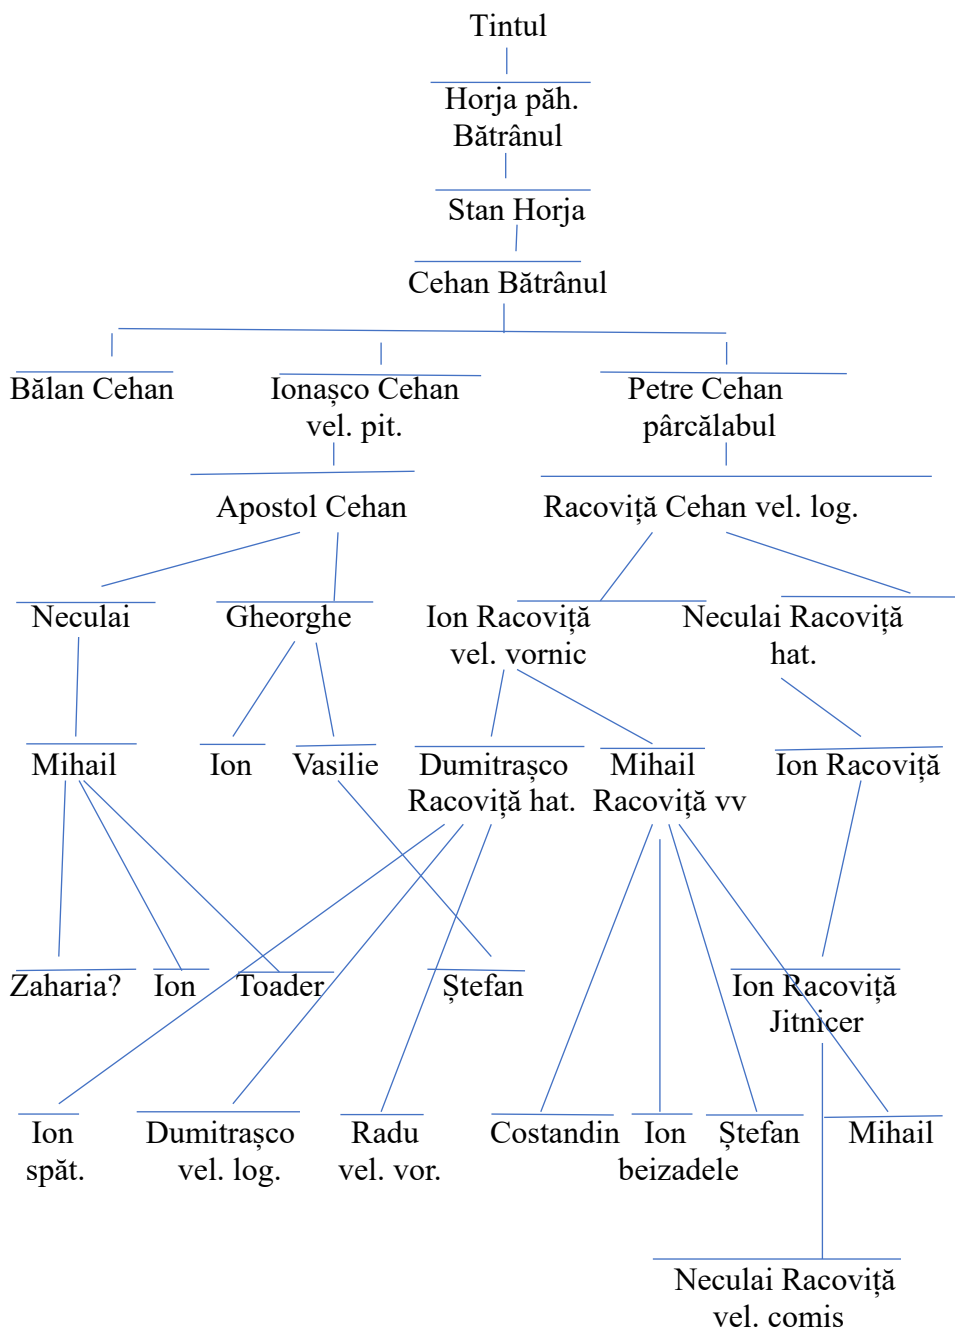 Tintul
Horja păh.
Bătrânul
Stan Horja
Cehan Bătrânul
Bălan Cehan
Ionașco Cehan
vel. pit.
Petre Cehan
pârcălabul
Apostol Cehan
Racoviță Cehan vel. log.
Neculai
Gheorghe
Ion Racoviță
vel. vornic
Neculai Racoviță
hat.
Mihail
Ion
Vasilie
Dumitrașco
Racoviță hat.
Mihail
Racoviță vv
Ion Racoviță
Zaharia?
Ion
Toader
Ștefan
Ion Racoviță
Jitnicer
Ion
spăt.
Dumitrașco
vel. log.
Radu
vel. vor.
Costandin
Ion
beizadele
Ștefan
Mihail
Neculai Racoviță
vel. comis